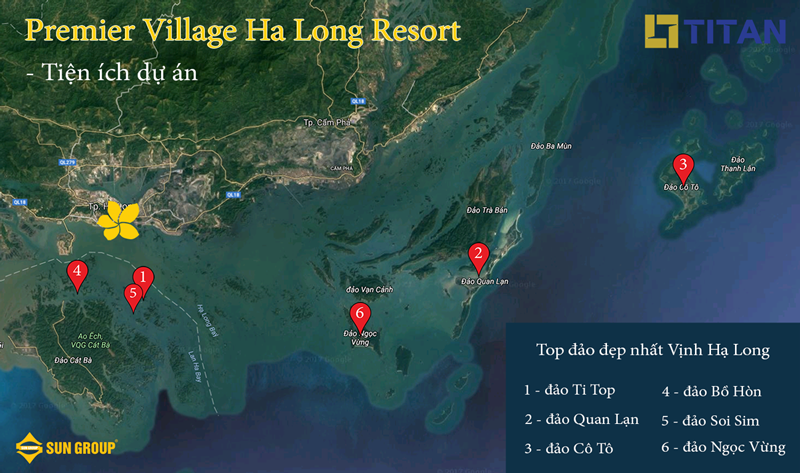 Premier Village Ha Long Resort
TITAN
- Tiện ích dự án
QL18
Tp. Cẩm Phả
Đảo Ba Mùn
QL279
CẨM PHẢ
3
Đảo Cô Tô
Đảo
Thanh Lân
QL18
QL18
Tp. H
Đảo Trà Bản
2
Đảo Quan Lạn
4
1
5
đảo Vạn Cảnh
6
Đảo Ngọc
Vừng
Ha Long Bay
Lan Ha Bay
Ao Ếch,
VQG Cát Bà
Đảo Cát Bà
Top đảo đẹp nhất Vịnh Hạ Long
1 - đảo Ti Top
2 - đảo Quan Lạn
3 - đảo Cô Tô
4 - đảo Bồ Hòn
5 - đảo Soi Sim
6 - đảo Ngọc Vừng
SUN GROUP